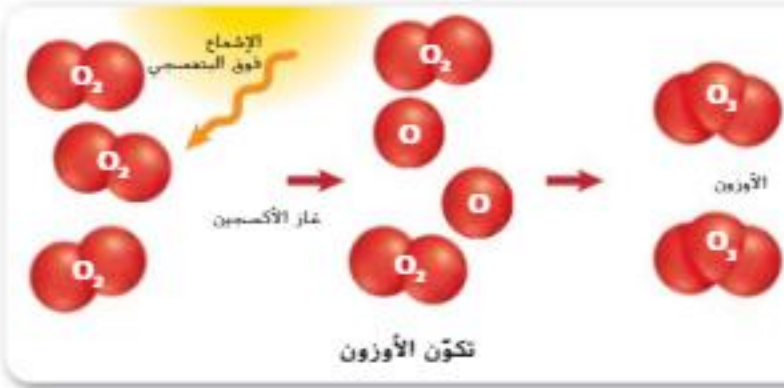 الإشعاع
فوق البنفسجي
O₂
O₂
O₂
غاز الأكسجين
O₂
O
O
O₂
O₃
الأوزون
O₃
تكوّن الأوزون